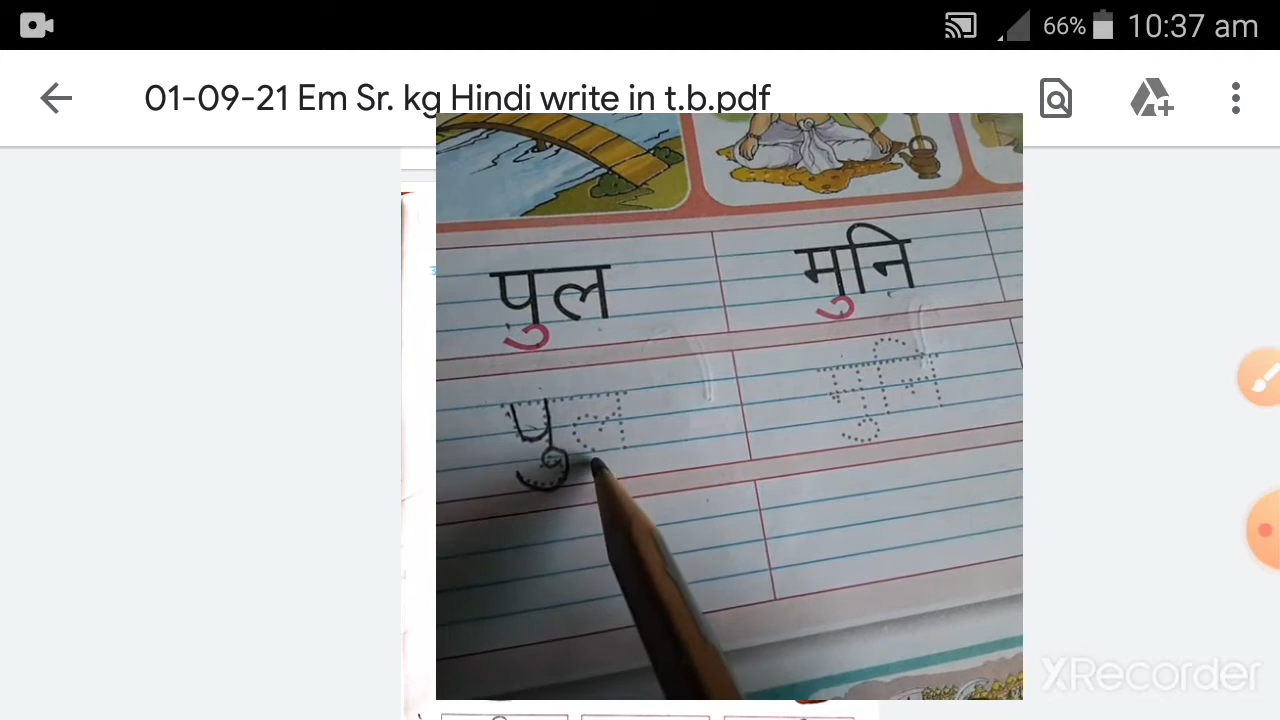 66% 10:37 am
01-09-21 Em Sr. kg Hindi write in t.b.pdf
पुल मुनि
पुल मुनि
XRecorder